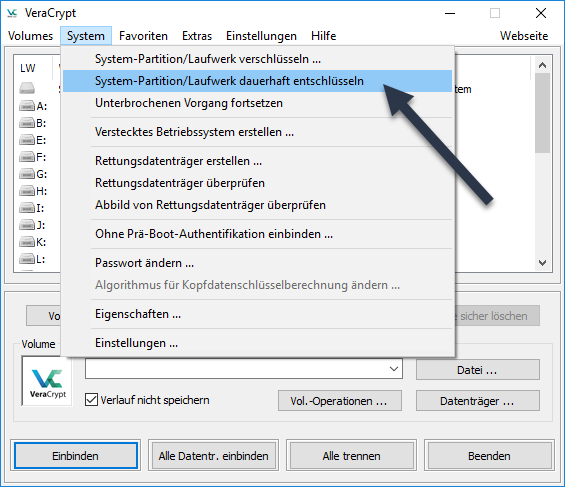 VeraCrypt
Volumes System Favoriten Extras Einstellungen Hilfe Webseite
LW
System-Partition/Laufwerk verschlüsseln ...
System-Partition/Laufwerk dauerhaft entschlüsseln
Unterbrochenen Vorgang fortsetzen
Verstecktes Betriebssystem erstellen ...
Rettungsdatenträger erstellen ...
Rettungsdatenträger überprüfen
Abbild von Rettungsdatenträger überprüfen
Ohne Prä-Boot-Authentifikation einbinden ...
Passwort ändern ...
Algorithmus für Kopfdatenschlüsselberechnung ändern ...
Eigenschaften ...
Einstellungen ...
A:
B:
E:
F:
G:
H:
I:
J:
K:
L:
sicher löschen
Volume
VeraCrypt
Datei ...
Verlauf nicht speichern Vol.-Operationen ... Datenträger ...
Einbinden Alle Datentr. einbinden Alle trennen Beenden